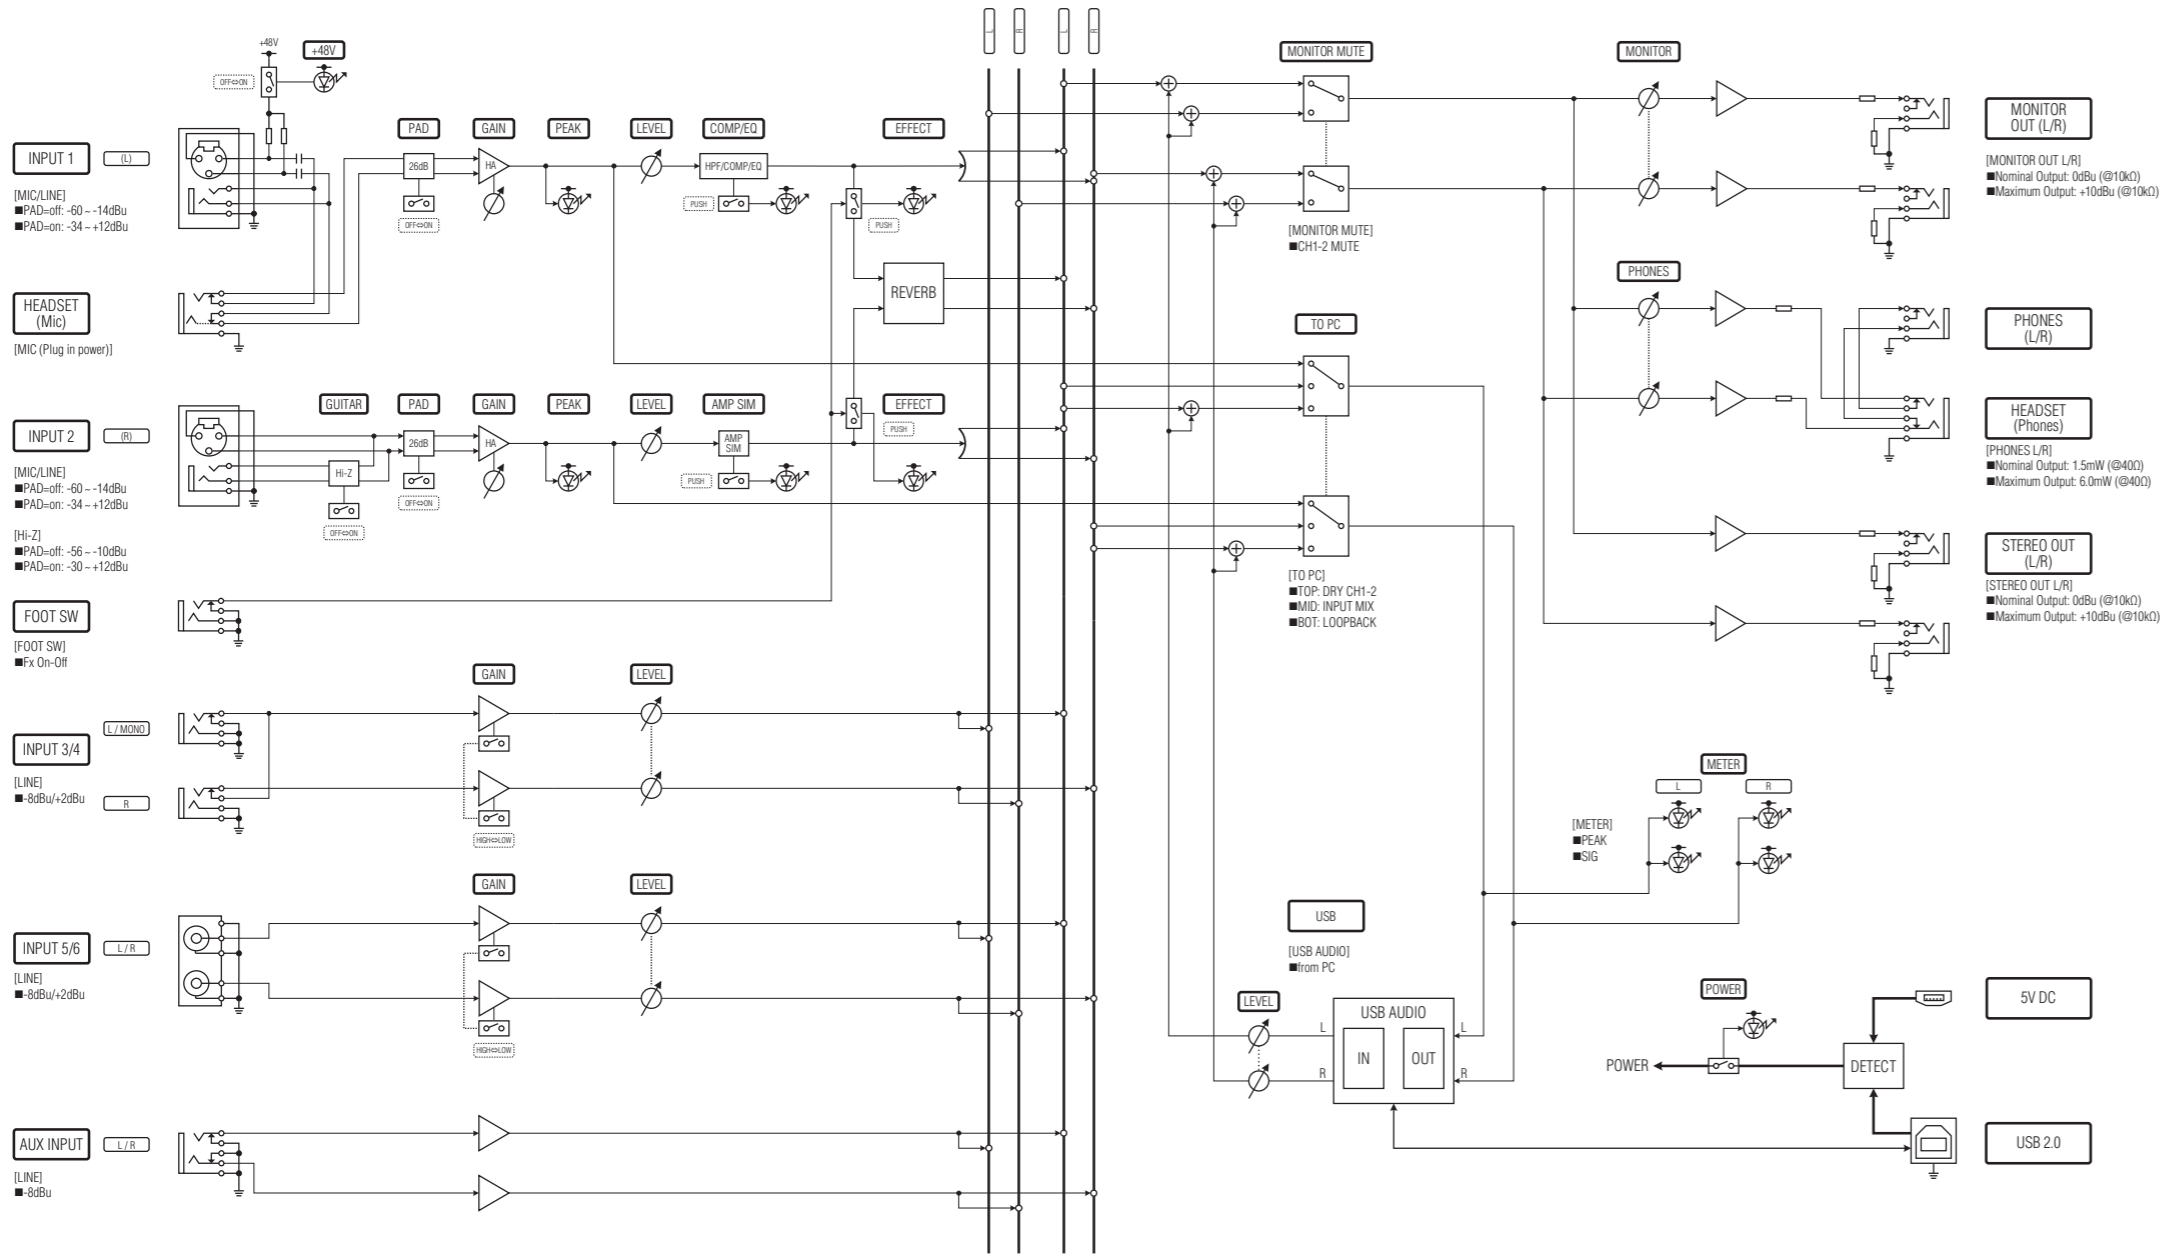 L
R
L
R
+48V
+48V
OFF⇔ON
INPUT 1
(L)
[MIC/LINE]
■PAD=off: -60 ~ -14dBu
■PAD=on: -34 ~ +12dBu
PAD
GAIN
PEAK
LEVEL
COMP/EQ
EFFECT
26dB
HA
HPF/COMP/EQ
OFF⇔ON
PUSH
PUSH
REVERB
HEADSET
(Mic)
[MIC (Plug in power)]
INPUT 2
(R)
[MIC/LINE]
■PAD=off: -60 ~ -14dBu
■PAD=on: -34 ~ +12dBu
[Hi-Z]
■PAD=off: -56 ~ -10dBu
■PAD=on: -30 ~ +12dBu
GUITAR
PAD
GAIN
PEAK
LEVEL
AMP SIM
EFFECT
Hi-Z
26dB
HA
AMP
SIM
OFF⇔ON
OFF⇔ON
PUSH
PUSH
FOOT SW
[FOOT SW]
■Fx On-Off
INPUT 3/4
L / MONO
R
[LINE]
■-8dBu/+2dBu
GAIN
LEVEL
HIGH⇔LOW
INPUT 5/6
L / R
[LINE]
■-8dBu/+2dBu
GAIN
LEVEL
HIGH⇔LOW
AUX INPUT
L / R
[LINE]
■-8dBu
MONITOR MUTE
[MONITOR MUTE]
■CH1-2 MUTE
TO PC
[TO PC]
■TOP: DRY CH1-2
■MID: INPUT MIX
■BOT: LOOPBACK
USB
[USB AUDIO]
■from PC
LEVEL
USB AUDIO
L
R
IN
OUT
L
R
MONITOR
PHONES
METER
L
R
[METER]
■PEAK
■SIG
POWER
POWER
DETECT
MONITOR
OUT (L/R)
[MONITOR OUT L/R]
■Nominal Output: 0dBu (@10kΩ)
■Maximum Output: +10dBu (@10kΩ)
PHONES
(L/R)
HEADSET
(Phones)
[PHONES L/R]
■Nominal Output: 1.5mW (@40Ω)
■Maximum Output: 6.0mW (@40Ω)
STEREO OUT
(L/R)
[STEREO OUT L/R]
■Nominal Output: 0dBu (@10kΩ)
■Maximum Output: +10dBu (@10kΩ)
5V DC
USB 2.0